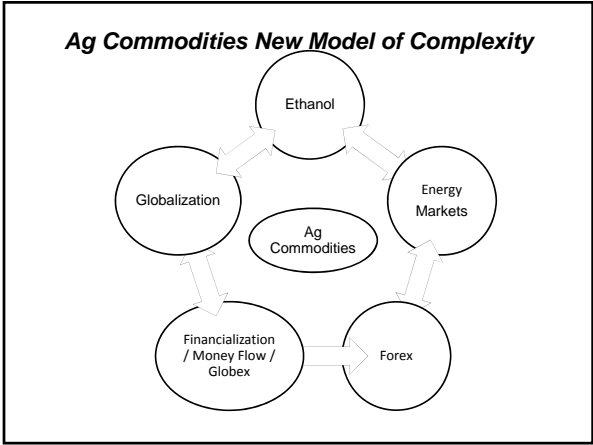 Ag Commodities New Model of Complexity
Ethanol
Globalization
Energy
Markets
Ag
Commodities
Financialization
/ Money Flow /
Globex
Forex